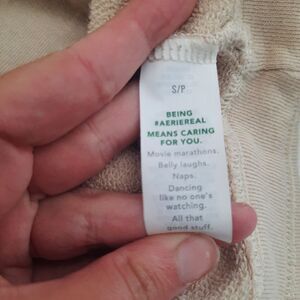 S/P
BEING
#AERIEREAL
MEANS CARING
FOR YOU.
Movie marathons.
Belly laughs.
Naps.
Dancing
like no one's
watching.
All that
good stuff.